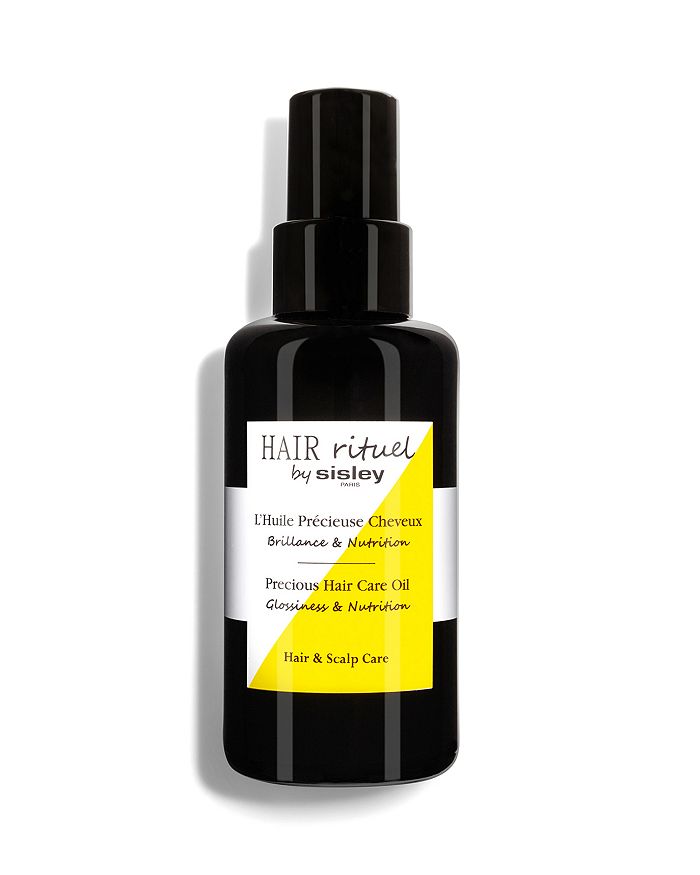 HAIR rituel
by sisley
PARIS
L'Huile Précieuse Cheveux
Brillance & Nutrition
Precious Hair Care Oil
Glossiness & Nutrition
Hair & Scalp Care